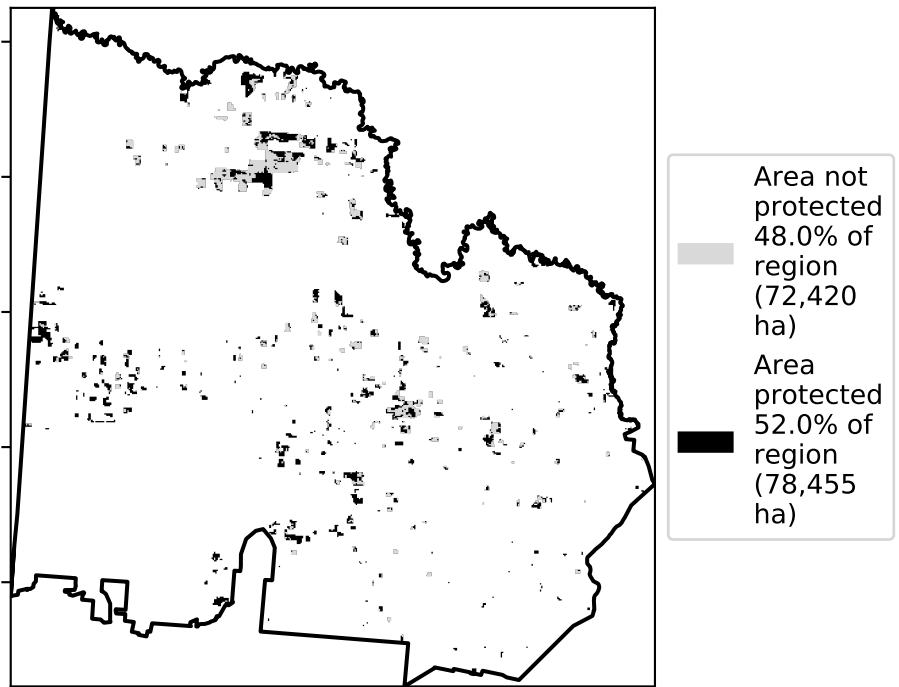 Area not
protected
48.0% of
region
(72,420
ha)
Area
protected
52.0% of
region
(78,455
ha)